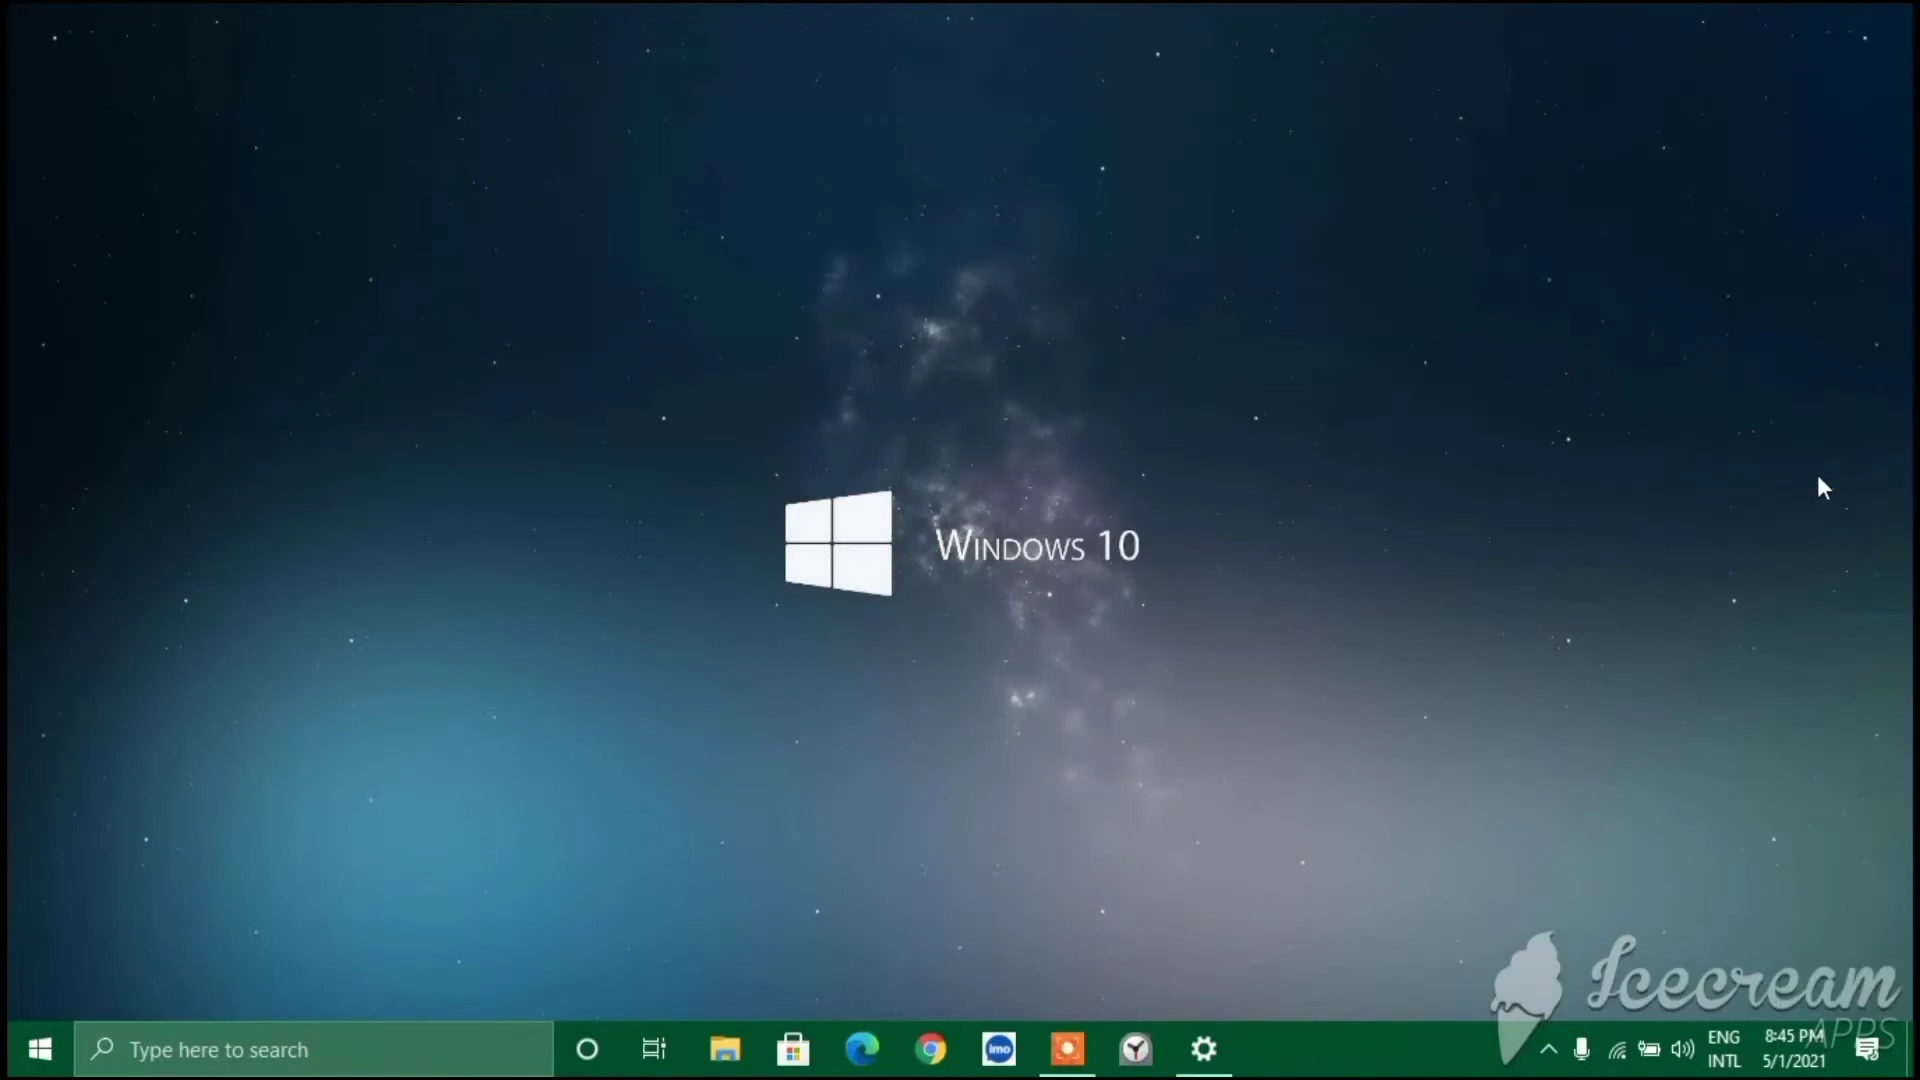 WINDOWS 10
Icecream
APPS
Type here to search
imo
ENG
INTL
8:45 PM
5/1/2021